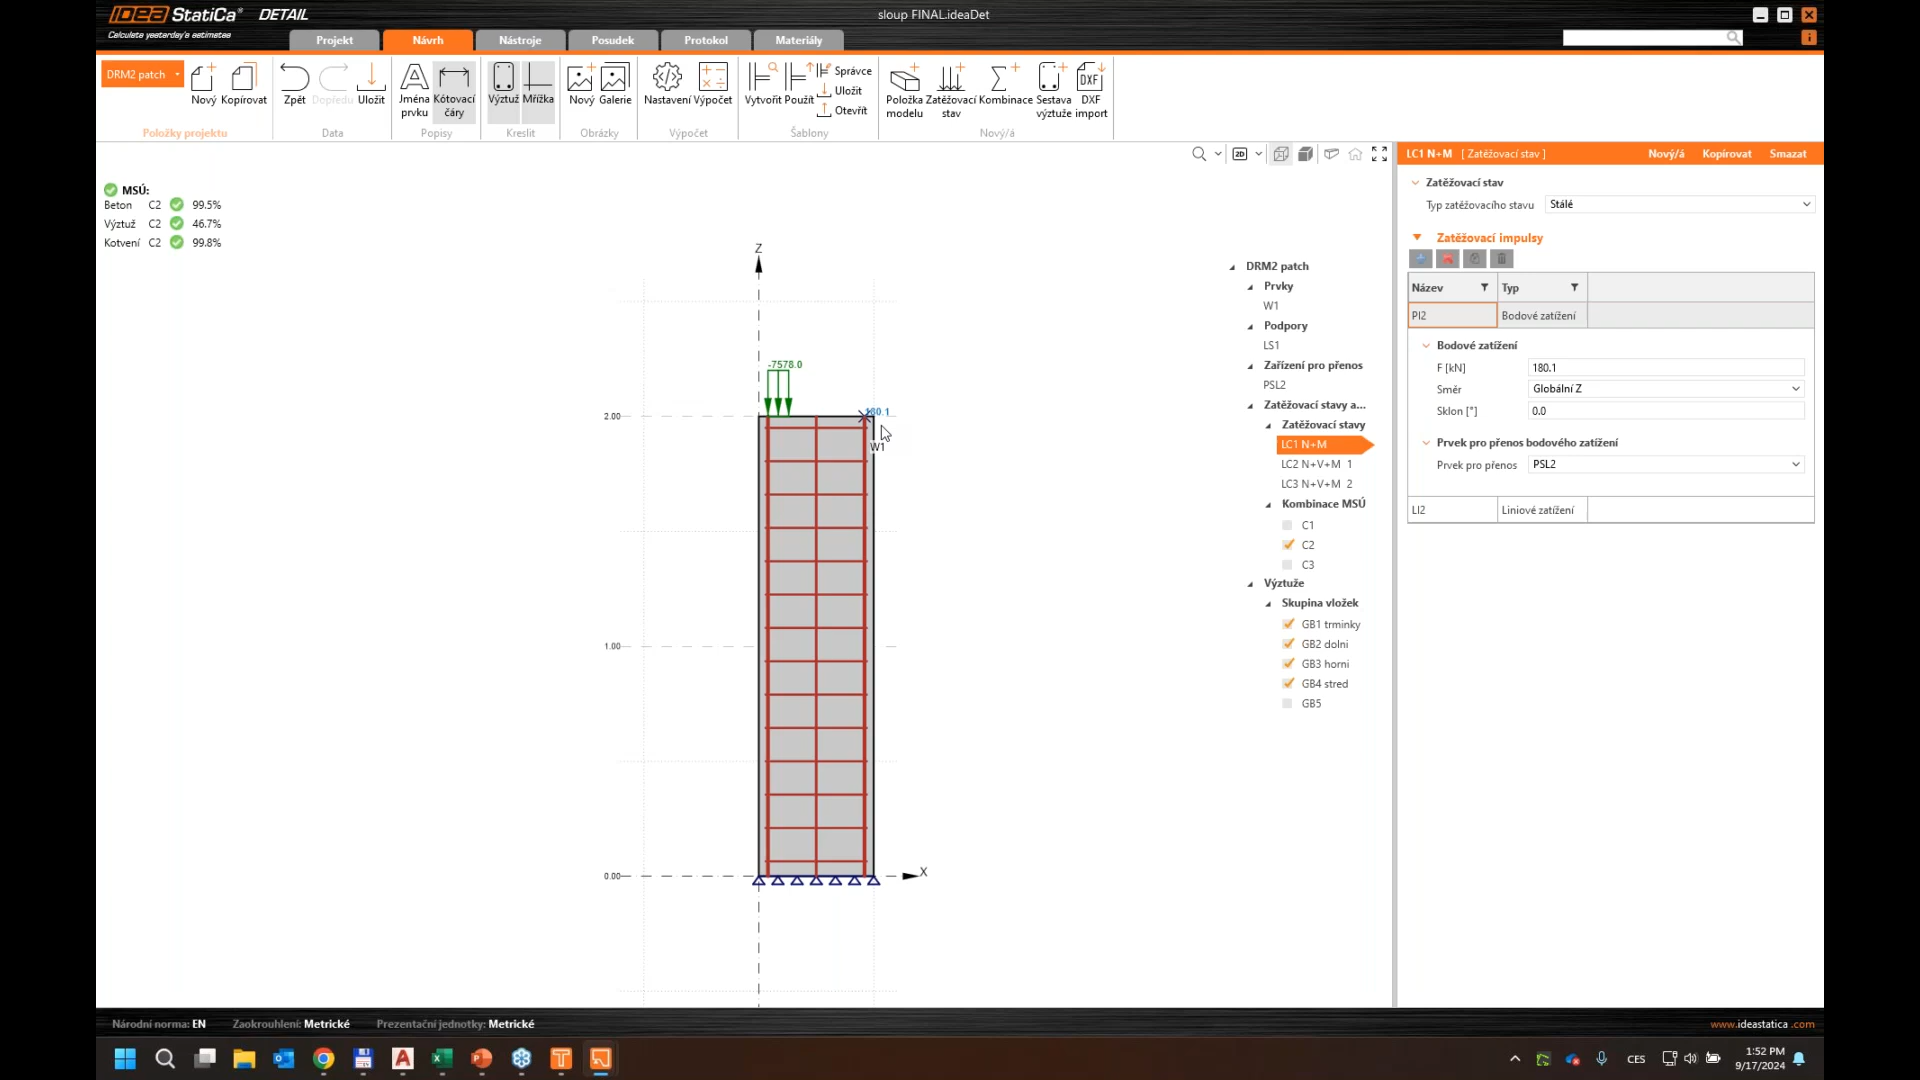 IDEA StatiCa® DETAIL
Calculate yesterday's estimates
sloup FINAL.ideaDet
Projekt Návrh Nástroje Posudek Protokol Materiály
DRM2 patch
Nový Kopírovat
Položky projektu
Zpět Dopředu Uložit
Data
Jména prvku Kótovací čáry
Popisy
Výztuž Mřížka
Kreslit
Nový Galerie
Obrázky
Nastavení Výpočet
Výpočet
Vytvořit Použít Správce
Uložit
Otevřít
Šablony
Položka modelu Zatěžovací stav Kombinace Sestava výztuže DXF import
DXF
Nový/á
2D
MSÚ:
Beton C2 99.5%
Výztuž C2 46.7%
Kotvení C2 99.8%
Z
-7578.0
180.1
W1
2.00
1.00
0.00
X
DRM2 patch
Prvky
W1
Podpory
LS1
Zařízení pro přenos
PSL2
Zatěžovací stavy a...
Zatěžovací stavy
LC1 N+M
LC2 N+V+M 1
LC3 N+V+M 2
Kombinace MSÚ
C1
C2
C3
Výztuže
Skupina vložek
GB1 trminky
GB2 dolni
GB3 horni
GB4 stred
GB5
LC1 N+M [ Zatěžovací stav ] Nový/á Kopírovat Smazat
Zatěžovací stav
Typ zatěžovacího stavu Stálé
Zatěžovací impulsy
Název Typ
PI2 Bodové zatížení
Bodové zatížení
F [kN] 180.1
Směr Globální Z
Sklon [°] 0.0
Prvek pro přenos bodového zatížení
Prvek pro přenos PSL2
LI2 Liniové zatížení
Národní norma: EN Zaokrouhlení: Metrické Prezentační jednotky: Metrické
www.ideastatica.com
CES
1:52 PM
9/17/2024